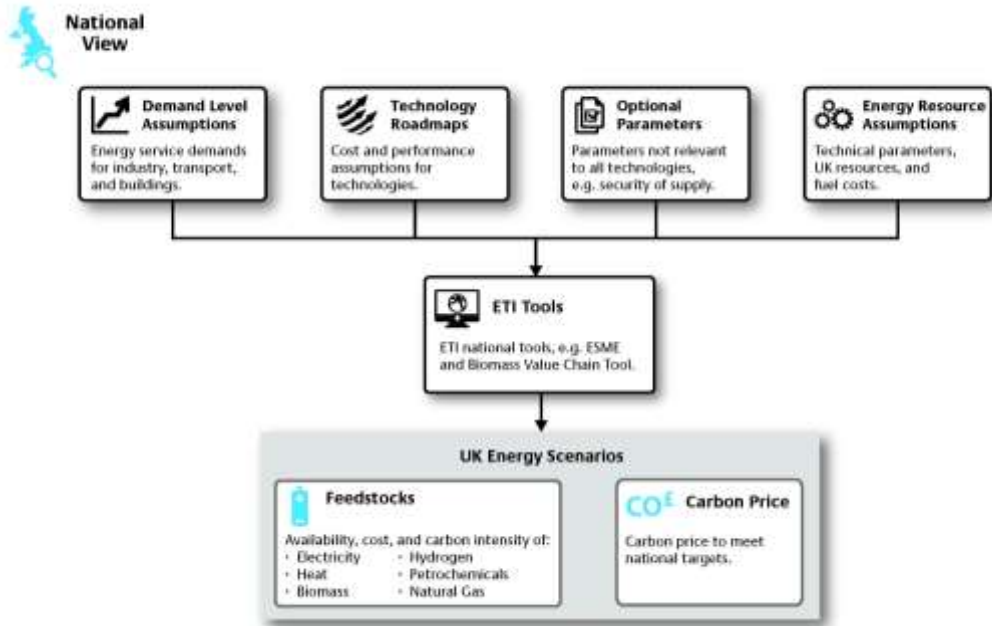 National
View
Demand Level
Assumptions
Energy service demands
for industry, transport,
and buildings.
Technology
Roadmaps
Cost and performance
assumptions for
technologies.
Optional
Parameters
Parameters not relevant
to all technologies,
e.g. security of supply.
Energy Resource
Assumptions
Technical parameters,
UK resources, and
fuel costs.
ETI Tools
ETI national tools, e.g. ESME
and Biomass Value Chain Tool.
UK Energy Scenarios
Feedstocks
Availability, cost, and carbon intensity of:
· Electricity
· Heat
· Biomass
· Hydrogen
· Petrochemicals
· Natural Gas
CO£ Carbon Price
Carbon price to meet
national targets.